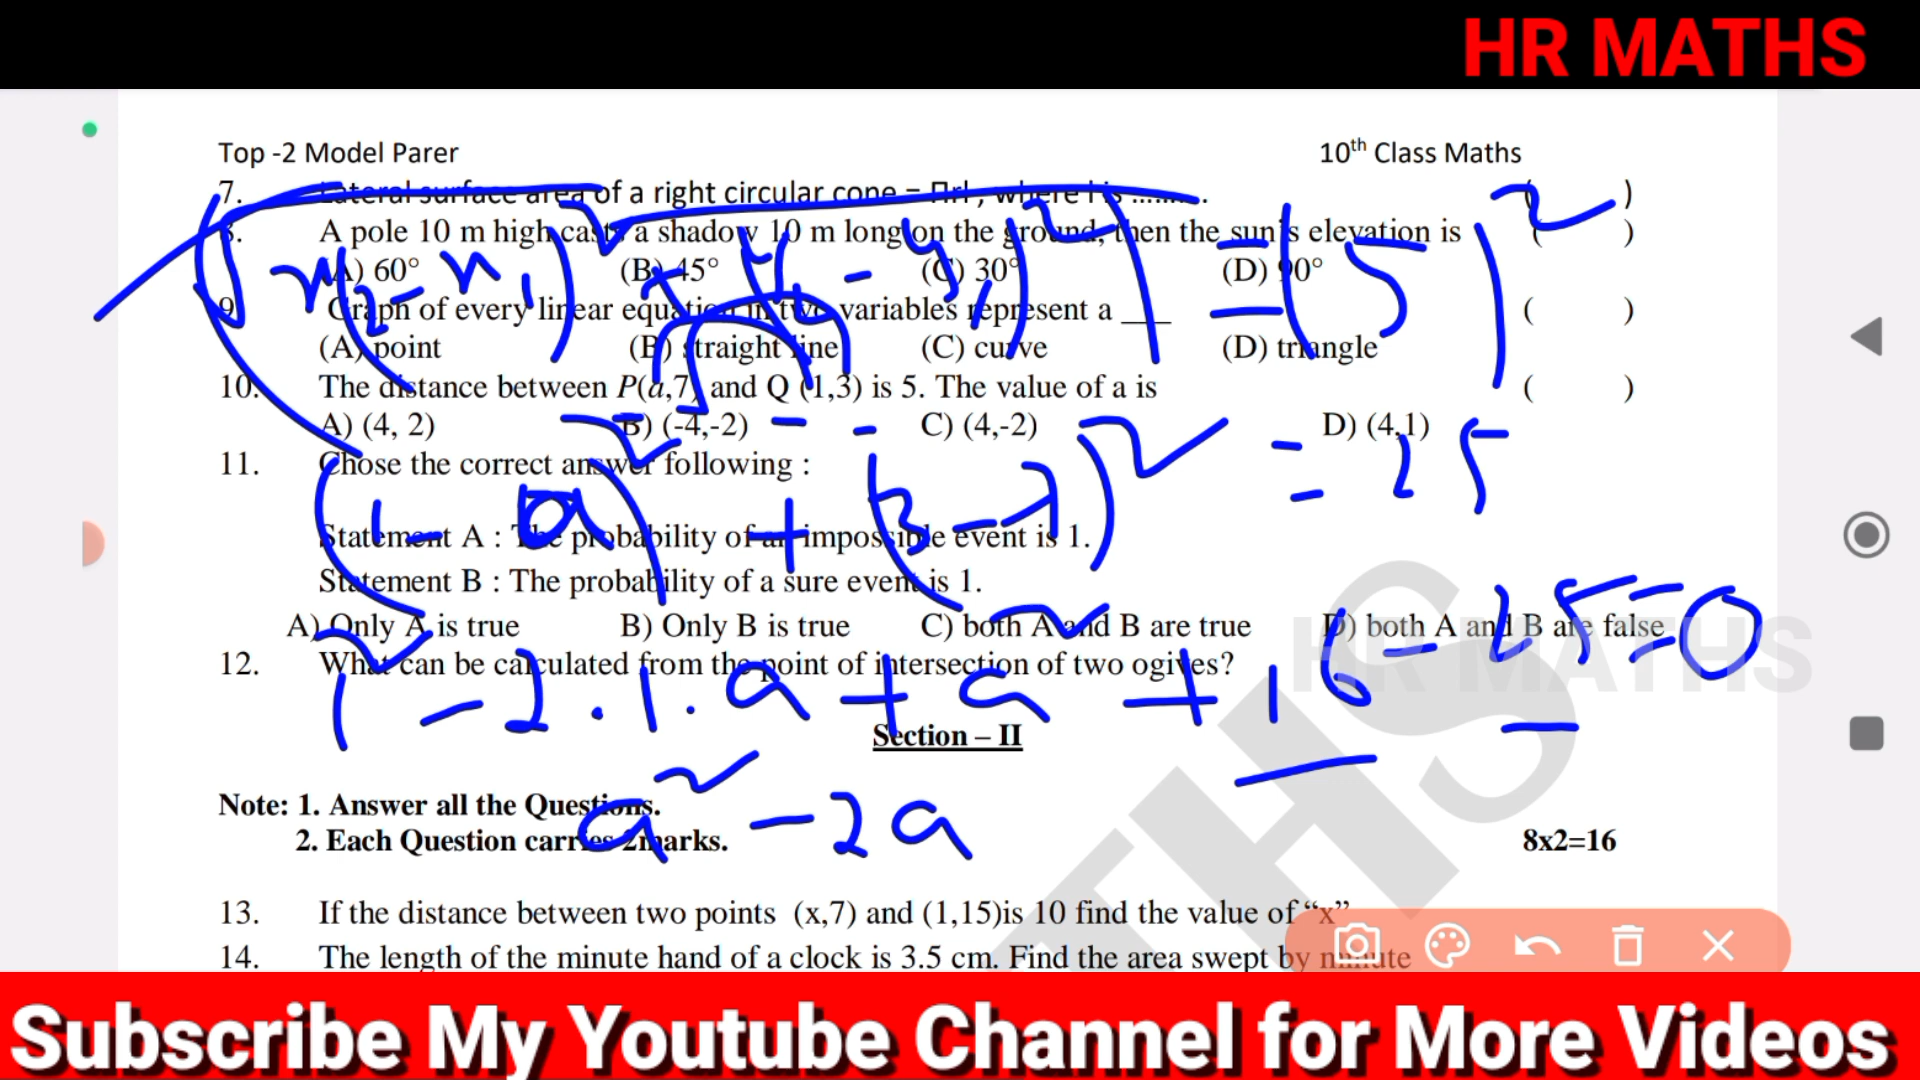 HR MATHS
Top -2 Model Parer 10th Class Maths
7. Lateral surface area of a right circular cone = Πrl , where l is ......... ( )
8. A pole 10 m high casts a shadow 10 m long on the ground, then the sun's elevation is ( )
(A) 60° (B) 45° (C) 30° (D) 90°
9. Graph of every linear equation in two variables represent a ___ ( )
(A) point (B) straight line (C) curve (D) triangle
10. The distance between P(a,7) and Q (1,3) is 5. The value of a is ( )
A) (4, 2) B) (-4,-2) C) (4,-2) D) (4,1)
11. Chose the correct answer following :
Statement A : The probability of an impossible event is 1.
Statement B : The probability of a sure event is 1.
A) Only A is true B) Only B is true C) both A and B are true D) both A and B are false
12. What can be calculated from the point of intersection of two ogives?
Section – II
Note: 1. Answer all the Questions.
2. Each Question carries 2marks. 8x2=16
13. If the distance between two points (x,7) and (1,15)is 10 find the value of “x”
14. The length of the minute hand of a clock is 3.5 cm. Find the area swept by minute
(1 - a)² + (3 - 7)² = 25
1² - 2.1.a + a² + 16 - 25 = 0
a² - 2a
HR MATHS
Subscribe My Youtube Channel for More Videos